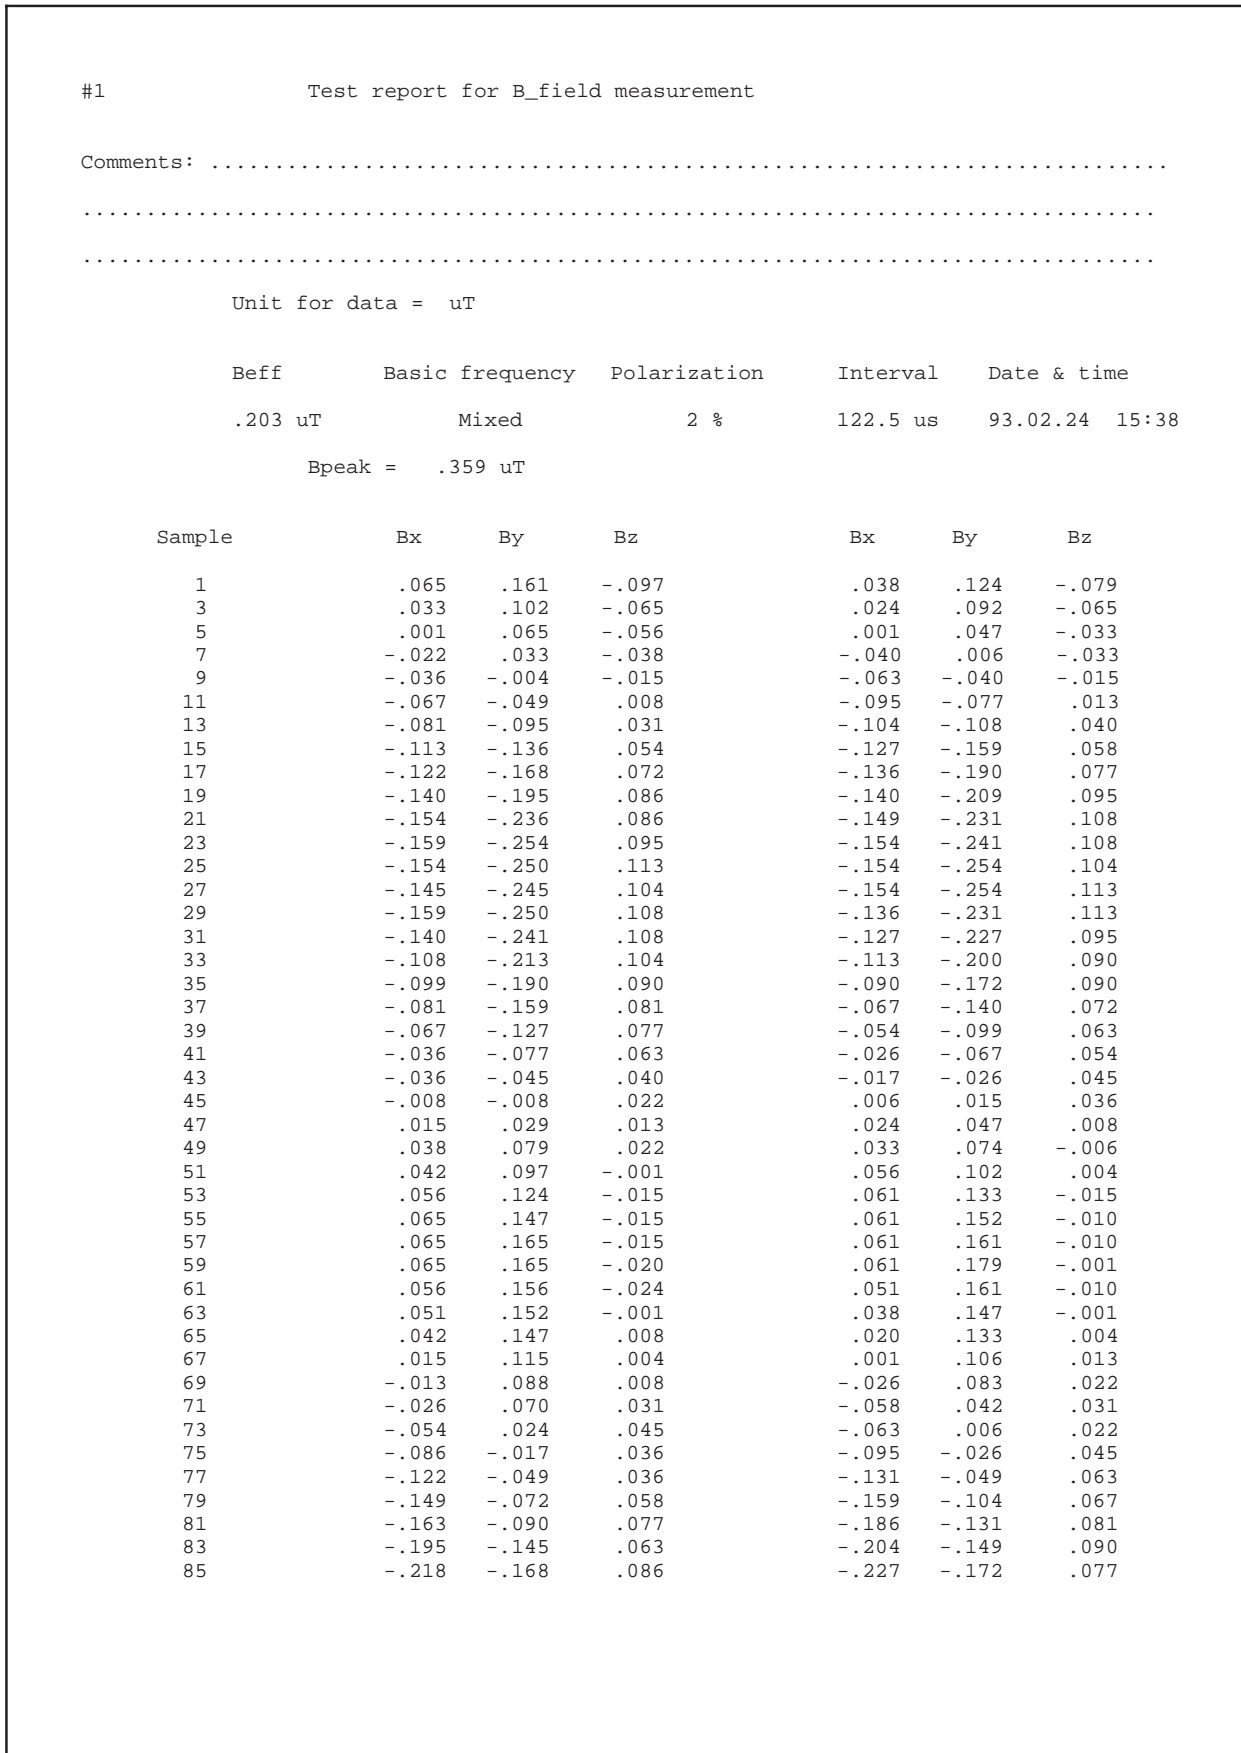 #1 Test report for B_field measurement
Comments: ..........................................................................
...................................................................................
...................................................................................
Unit for data = uT
Beff Basic frequency Polarization Interval Date & time
.203 uT Mixed 2 % 122.5 us 93.02.24 15:38
Bpeak = .359 uT
Sample Bx By Bz Bx By Bz
1 .065 .161 -.097 .038 .124 -.079
3 .033 .102 -.065 .024 .092 -.065
5 .001 .065 -.056 .001 .047 -.033
7 -.022 .033 -.038 -.040 .006 -.033
9 -.036 -.004 -.015 -.063 -.040 -.015
11 -.067 -.049 .008 -.095 -.077 .013
13 -.081 -.095 .031 -.104 -.108 .040
15 -.113 -.136 .054 -.127 -.159 .058
17 -.122 -.168 .072 -.136 -.190 .077
19 -.140 -.195 .086 -.140 -.209 .095
21 -.154 -.236 .086 -.149 -.231 .108
23 -.159 -.254 .095 -.154 -.241 .108
25 -.154 -.250 .113 -.154 -.254 .104
27 -.145 -.245 .104 -.154 -.254 .113
29 -.159 -.250 .108 -.136 -.231 .113
31 -.140 -.241 .108 -.127 -.227 .095
33 -.108 -.213 .104 -.113 -.200 .090
35 -.099 -.190 .090 -.090 -.172 .090
37 -.081 -.159 .081 -.067 -.140 .072
39 -.067 -.127 .077 -.054 -.099 .063
41 -.036 -.077 .063 -.026 -.067 .054
43 -.036 -.045 .040 -.017 -.026 .045
45 -.008 -.008 .022 .006 .015 .036
47 .015 .029 .013 .024 .047 .008
49 .038 .079 .022 .033 .074 -.006
51 .042 .097 -.001 .056 .102 .004
53 .056 .124 -.015 .061 .133 -.015
55 .065 .147 -.015 .061 .152 -.010
57 .065 .165 -.015 .061 .161 -.010
59 .065 .165 -.020 .061 .179 -.001
61 .056 .156 -.024 .051 .161 -.010
63 .051 .152 -.001 .038 .147 -.001
65 .042 .147 .008 .020 .133 .004
67 .015 .115 .004 .001 .106 .013
69 -.013 .088 .008 -.026 .083 .022
71 -.026 .070 .031 -.058 .042 .031
73 -.054 .024 .045 -.063 .006 .022
75 -.086 -.017 .036 -.095 -.026 .045
77 -.122 -.049 .036 -.131 -.049 .063
79 -.149 -.072 .058 -.159 -.104 .067
81 -.163 -.090 .077 -.186 -.131 .081
83 -.195 -.145 .063 -.204 -.149 .090
85 -.218 -.168 .086 -.227 -.172 .077